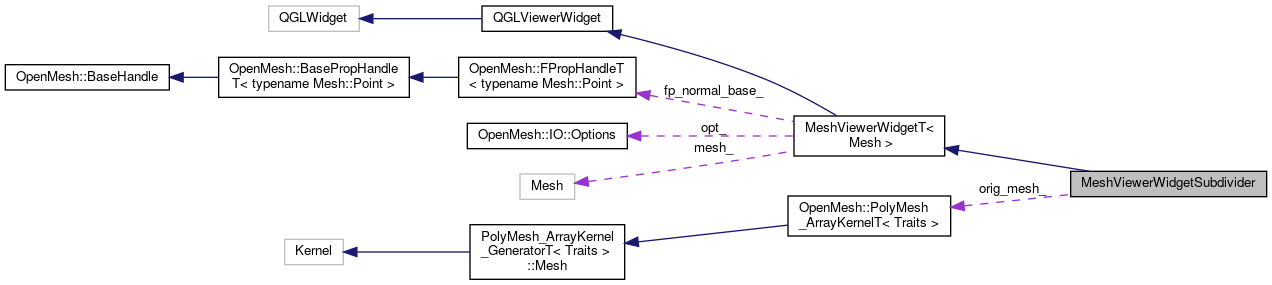 QGLWidget
QGLViewerWidget
OpenMesh::BaseHandle
OpenMesh::BasePropHandle
T< typename Mesh::Point >
OpenMesh::FPropHandleT
< typename Mesh::Point >
fp_normal_base_
OpenMesh::IO::Options
opt_
mesh_
MeshViewerWidgetT<
Mesh >
Mesh
MeshViewerWidgetSubdivider
orig_mesh_
OpenMesh::PolyMesh
_ArrayKernelT< Traits >
Kernel
PolyMesh_ArrayKernel
_GeneratorT< Traits >
::Mesh